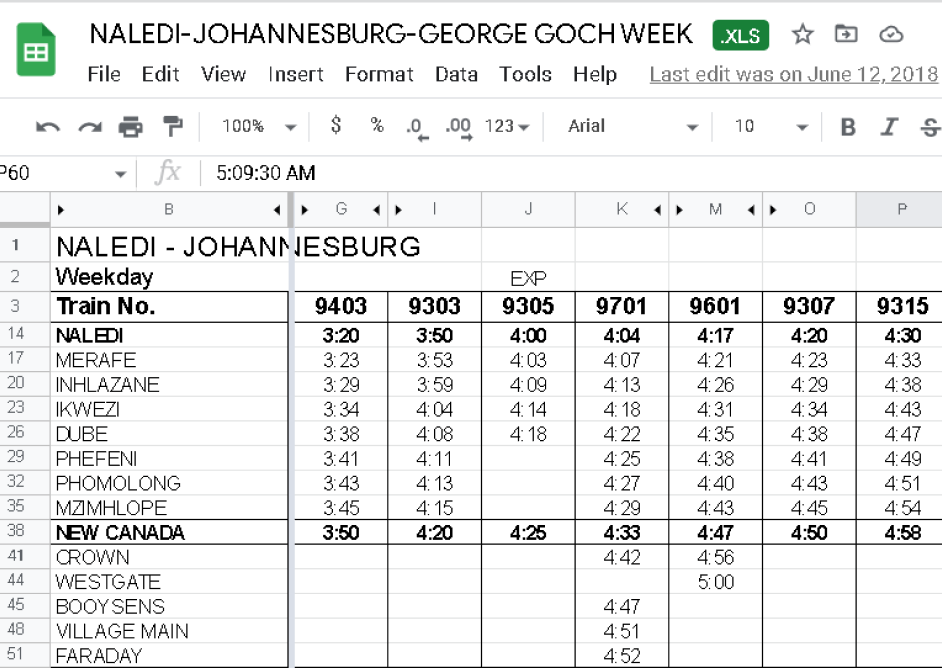 NALEDI-JOHANNESBURG-GEORGE GOCH WEEK .XLS
File Edit View Insert Format Data Tools Help Last edit was on June 12, 2018
100% $ % .0 .00 123 Arial 10 B I S
P60 fx 5:09:30 AM
B G I J K M O P
1 NALEDI - JOHANNESBURG
2 Weekday EXP
3 Train No. 9403 9303 9305 9701 9601 9307 9315
14 NALEDI 3:20 3:50 4:00 4:04 4:17 4:20 4:30
17 MERAFE 3:23 3:53 4:03 4:07 4:21 4:23 4:33
20 INHLAZANE 3:29 3:59 4:09 4:13 4:26 4:29 4:38
23 IKWEZI 3:34 4:04 4:14 4:18 4:31 4:34 4:43
26 DUBE 3:38 4:08 4:18 4:22 4:35 4:38 4:47
29 PHEFENI 3:41 4:11 4:25 4:38 4:41 4:49
32 PHOMOLONG 3:43 4:13 4:27 4:40 4:43 4:51
35 MZIMHLOPE 3:45 4:15 4:29 4:43 4:45 4:54
38 NEW CANADA 3:50 4:20 4:25 4:33 4:47 4:50 4:58
41 CROWN 4:42 4:56
44 WESTGATE 5:00
45 BOOYSENS 4:47
48 VILLAGE MAIN 4:51
51 FARADAY 4:52